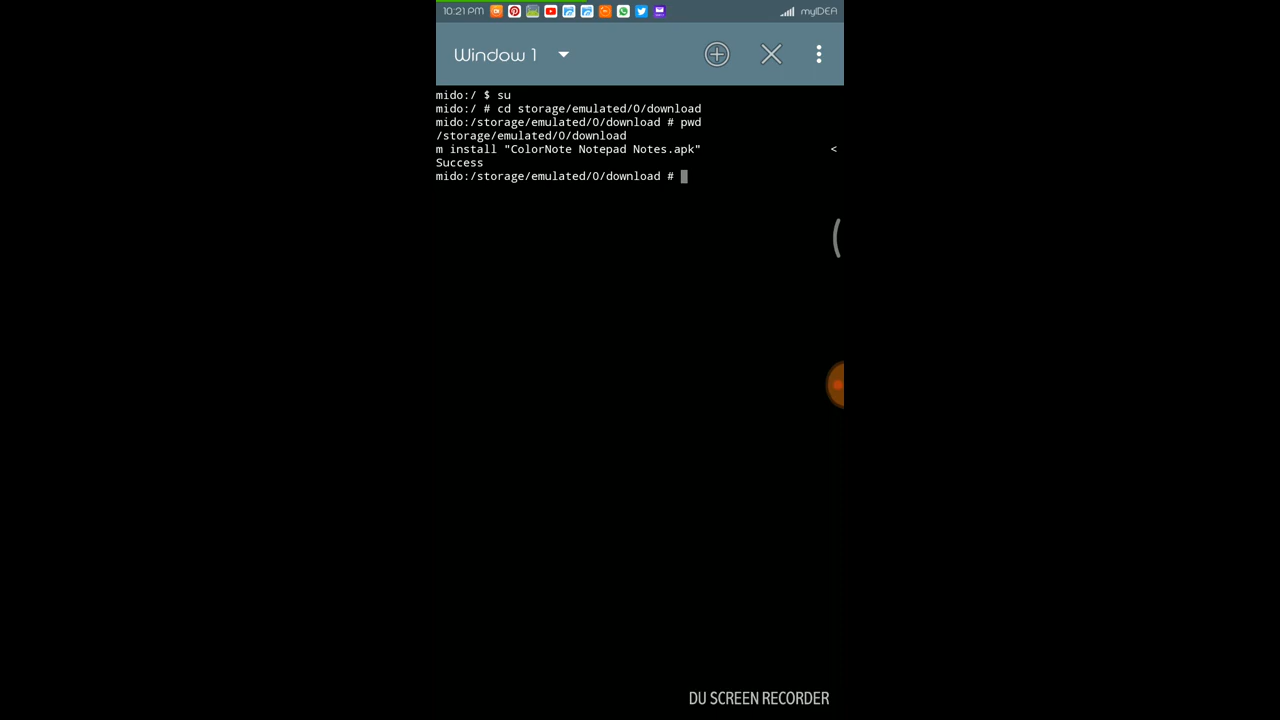 10:21 PM myIDEA
Window 1
mido:/ $ su
mido:/ # cd storage/emulated/0/download
mido:/storage/emulated/0/download # pwd
/storage/emulated/0/download
m install "ColorNote Notepad Notes.apk" <
Success
mido:/storage/emulated/0/download #
DU SCREEN RECORDER